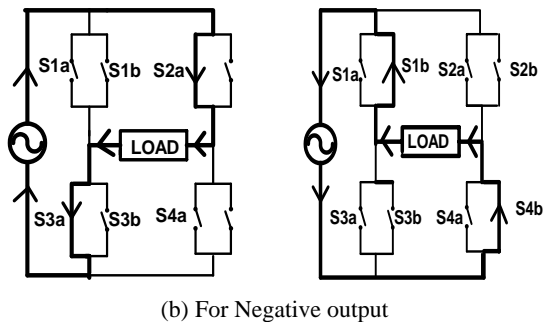 S1a S1b S2a
LOAD
S3a S3b S4a
S1a S1b S2a S2b
LOAD
S3a S3b S4a S4b
(b) For Negative output